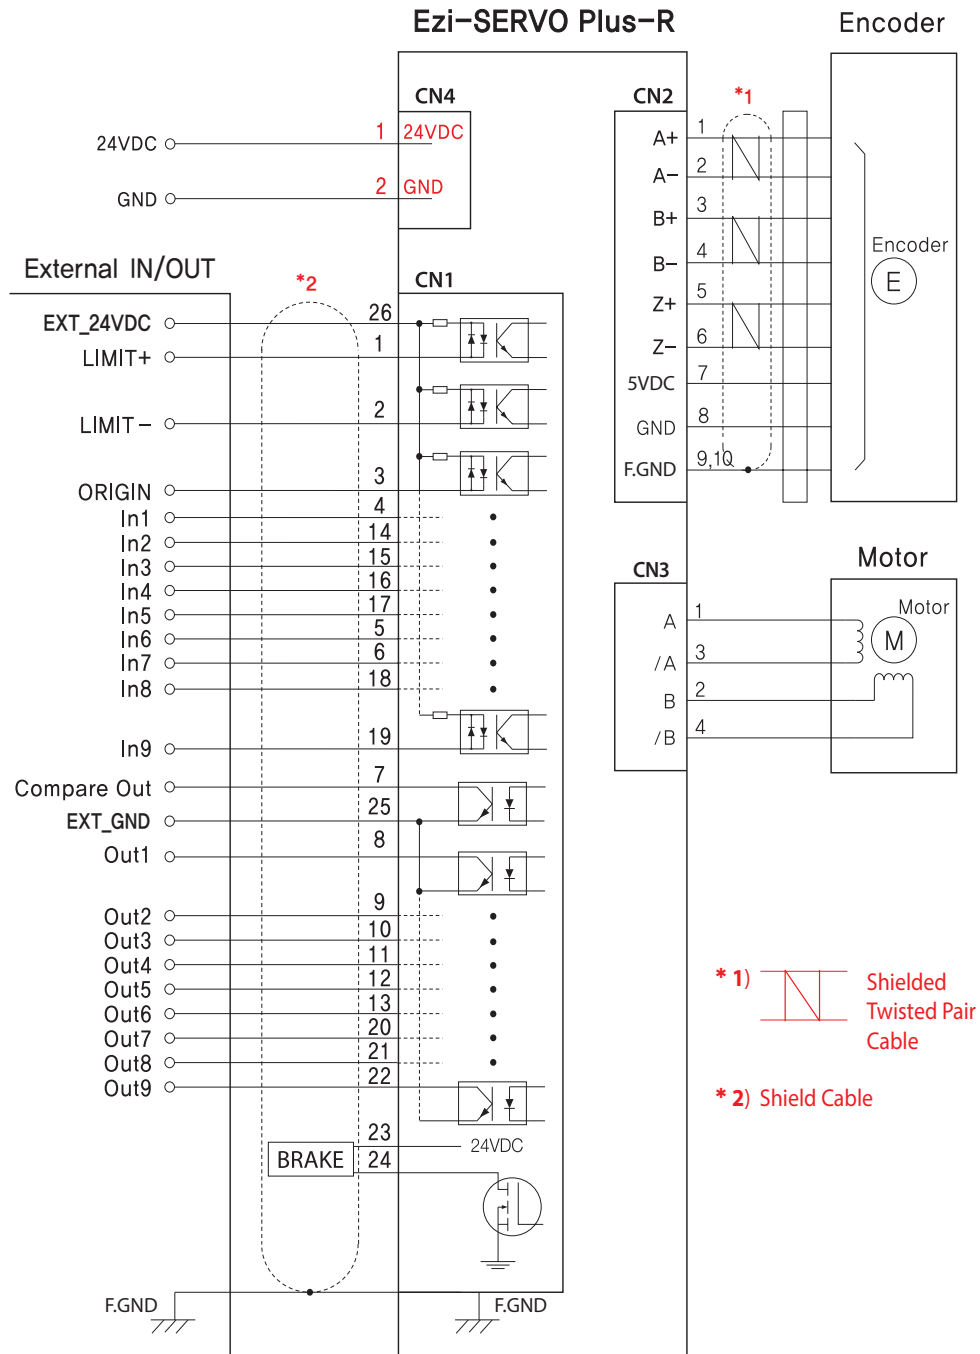 Ezi-SERVO Plus-R
Encoder
CN4
24VDC
1
24VDC
GND
2
GND
CN2
*1
A+
1
A-
2
B+
3
B-
4
Z+
5
Z-
6
5VDC
7
GND
8
F.GND
9,10
Encoder
E
External IN/OUT
*2
CN1
EXT_24VDC
26
LIMIT+
1
LIMIT-
2
ORIGIN
3
In1
4
In2
14
In3
15
In4
16
In5
17
In6
5
In7
6
In8
18
In9
19
Compare Out
7
EXT_GND
25
Out1
8
Out2
9
Out3
10
Out4
11
Out5
12
Out6
13
Out7
20
Out8
21
Out9
22
BRAKE
23
24VDC
24
F.GND
F.GND
CN3
Motor
A
1
/A
3
B
2
/B
4
Motor
M
* 1)
Shielded
Twisted Pair
Cable
* 2) Shield Cable